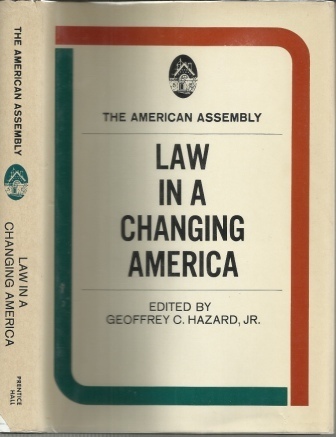 THE AMERICAN ASSEMBLY
LAW IN A
CHANGING AMERICA
PRENTICE
HALL
THE AMERICAN ASSEMBLY
LAW
IN A
CHANGING
AMERICA
EDITED BY
GEOFFREY C. HAZARD, JR.